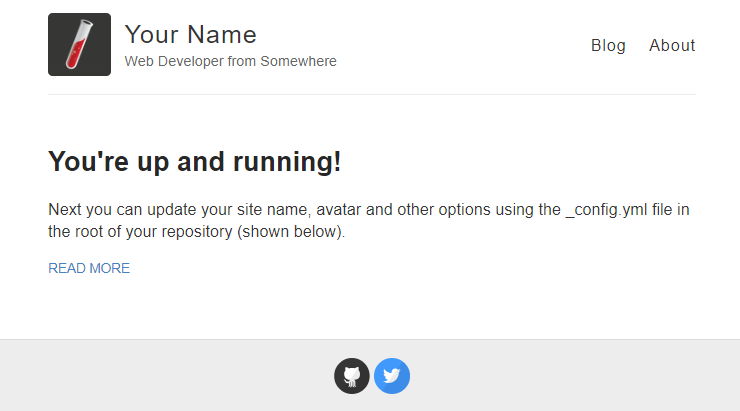 Your Name
Web Developer from Somewhere
Blog About
You're up and running!
Next you can update your site name, avatar and other options using the _config.yml file in
the root of your repository (shown below).
READ MORE